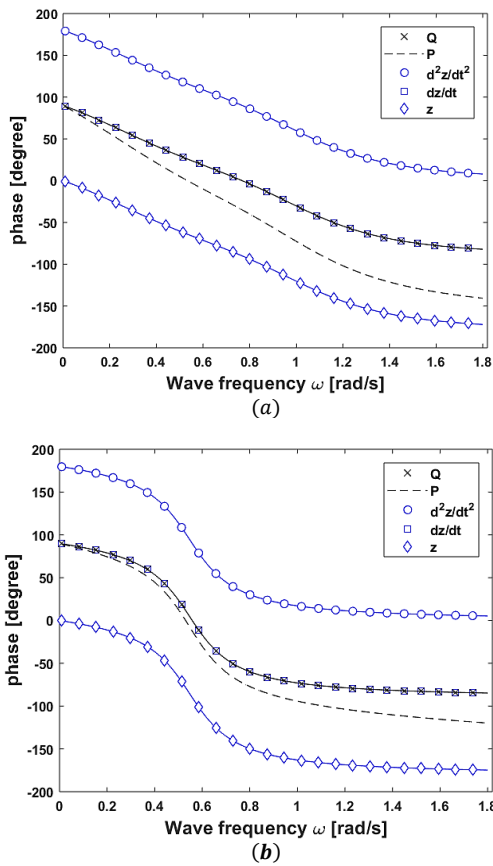 200
150
100
50
0
-50
-100
-150
-200
phase [degree]
Q
P
d²z/dt²
dz/dt
z
0 0.2 0.4 0.6 0.8 1 1.2 1.4 1.6 1.8
Wave frequency ω [rad/s]
(a)
200
150
100
50
0
-50
-100
-150
-200
phase [degree]
Q
P
d²z/dt²
dz/dt
z
0 0.2 0.4 0.6 0.8 1 1.2 1.4 1.6 1.8
Wave frequency ω [rad/s]
(b)